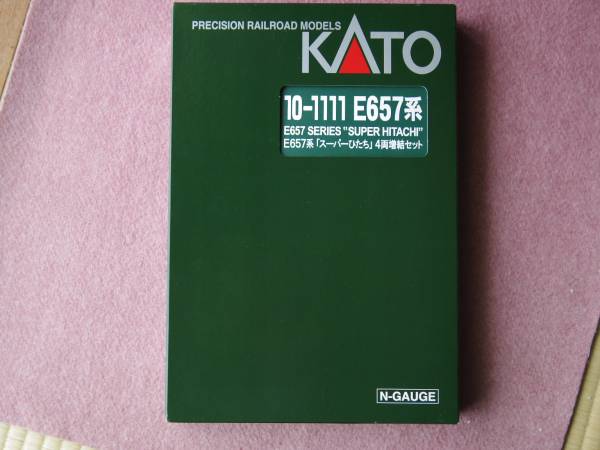 PRECISION RAILROAD MODELS
KATO
10-1111 E657系
E657 SERIES "SUPER HITACHI"
E657系「スーパーひたち」4両増結セット
N-GAUGE